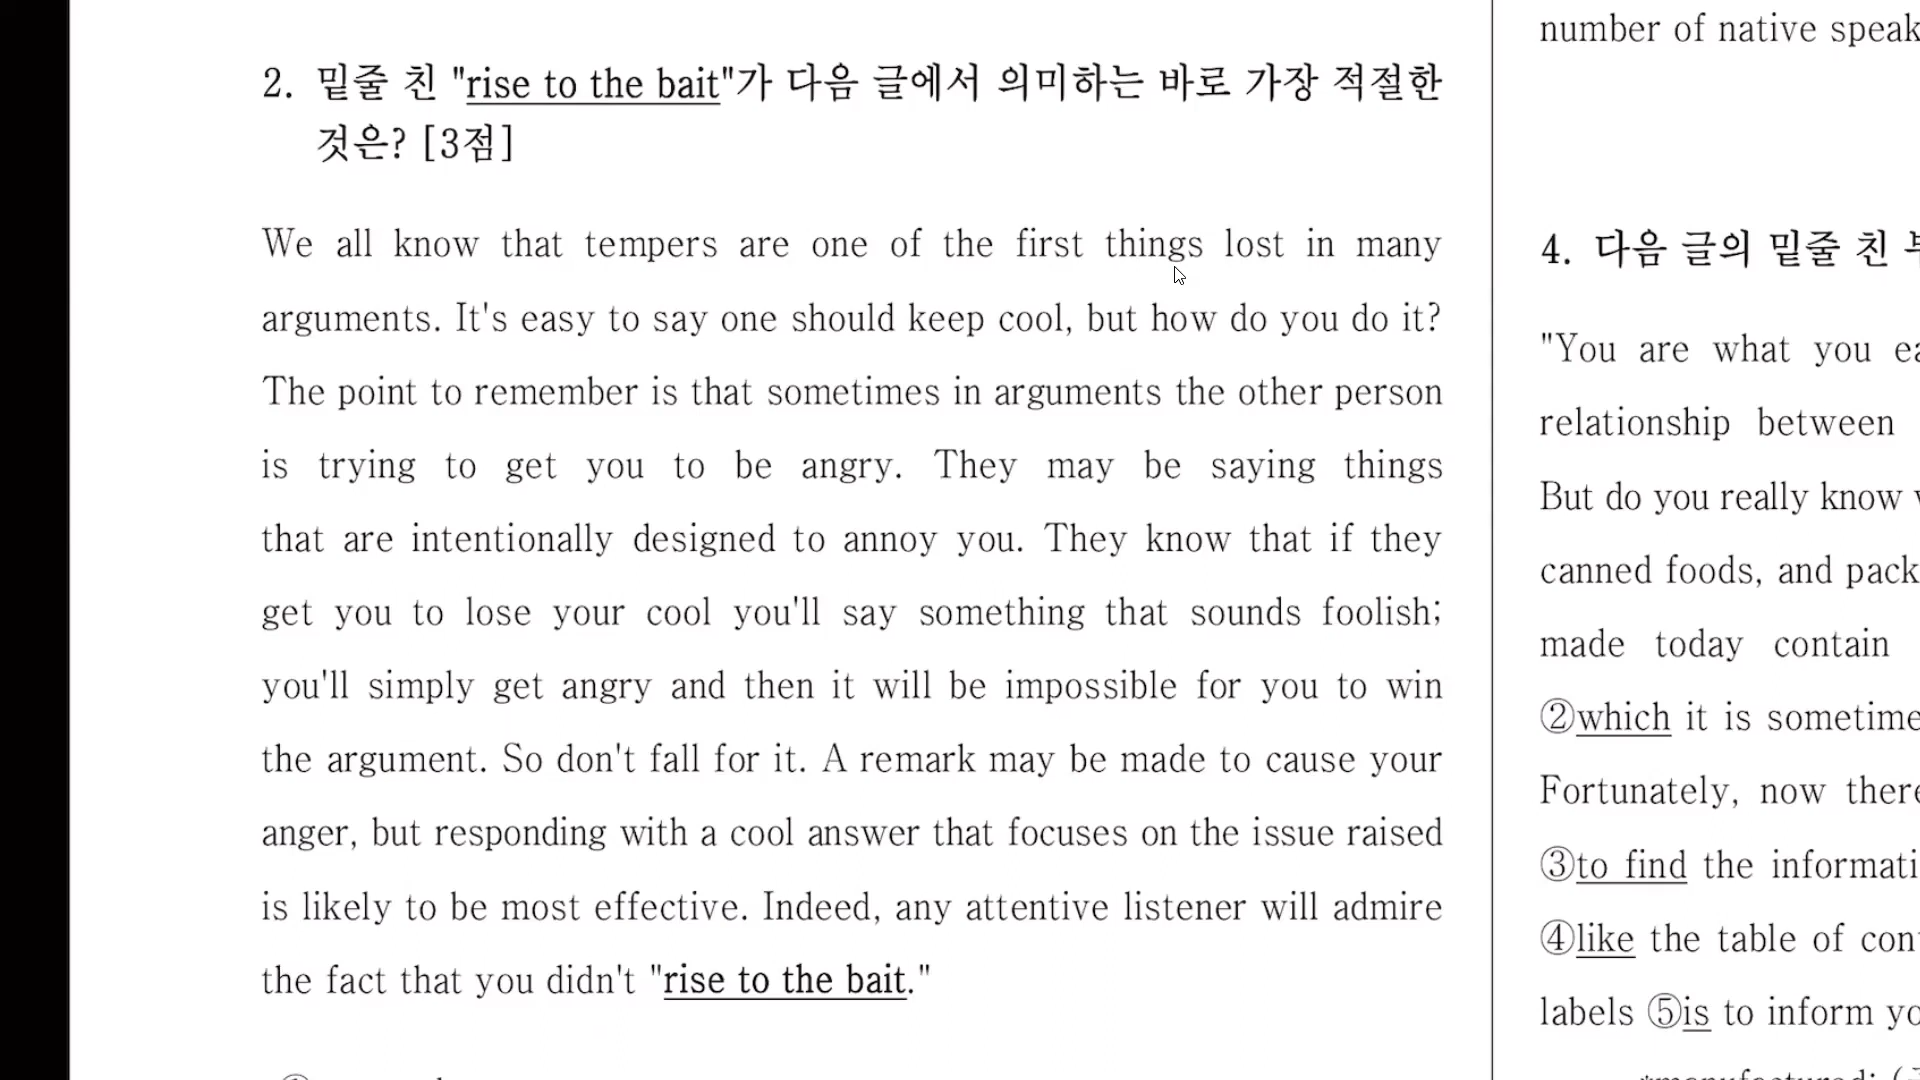 2. 밑줄 친 "rise to the bait"가 다음 글에서 의미하는 바로 가장 적절한
것은? [3점]
We all know that tempers are one of the first things lost in many
arguments. It's easy to say one should keep cool, but how do you do it?
The point to remember is that sometimes in arguments the other person
is trying to get you to be angry. They may be saying things
that are intentionally designed to annoy you. They know that if they
get you to lose your cool you'll say something that sounds foolish;
you'll simply get angry and then it will be impossible for you to win
the argument. So don't fall for it. A remark may be made to cause your
anger, but responding with a cool answer that focuses on the issue raised
is likely to be most effective. Indeed, any attentive listener will admire
the fact that you didn't "rise to the bait."
number of native speak
4. 다음 글의 밑줄 친
"You are what you ea
relationship between
But do you really know
canned foods, and pack
made today contain
②which it is sometime
Fortunately, now there
③to find the informati
④like the table of con
labels ⑤is to inform yo